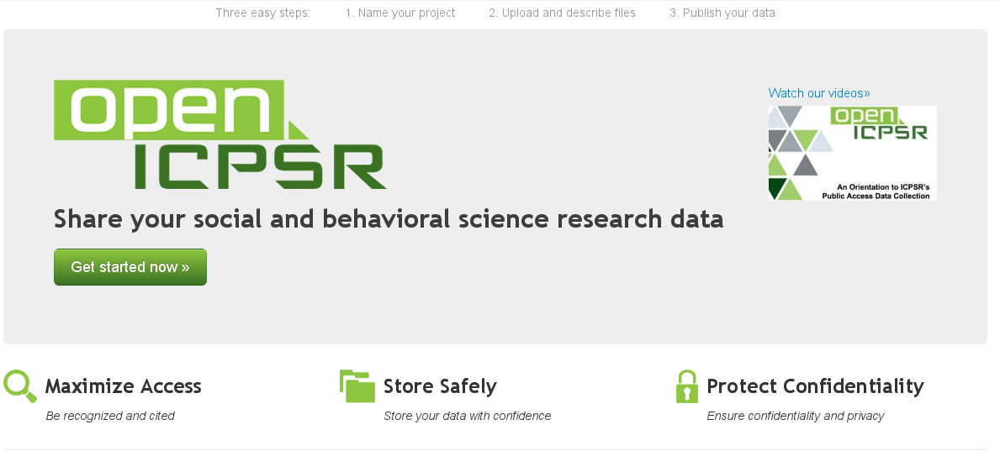 Three easy steps: 1. Name your project 2. Upload and describe files 3. Publish your data
open
ICPSR
Share your social and behavioral science research data
Get started now »
Watch our videos»
open
ICPSR
An Orientation to ICPSR's
Public Access Data Collection
Maximize Access
Be recognized and cited
Store Safely
Store your data with confidence
Protect Confidentiality
Ensure confidentiality and privacy